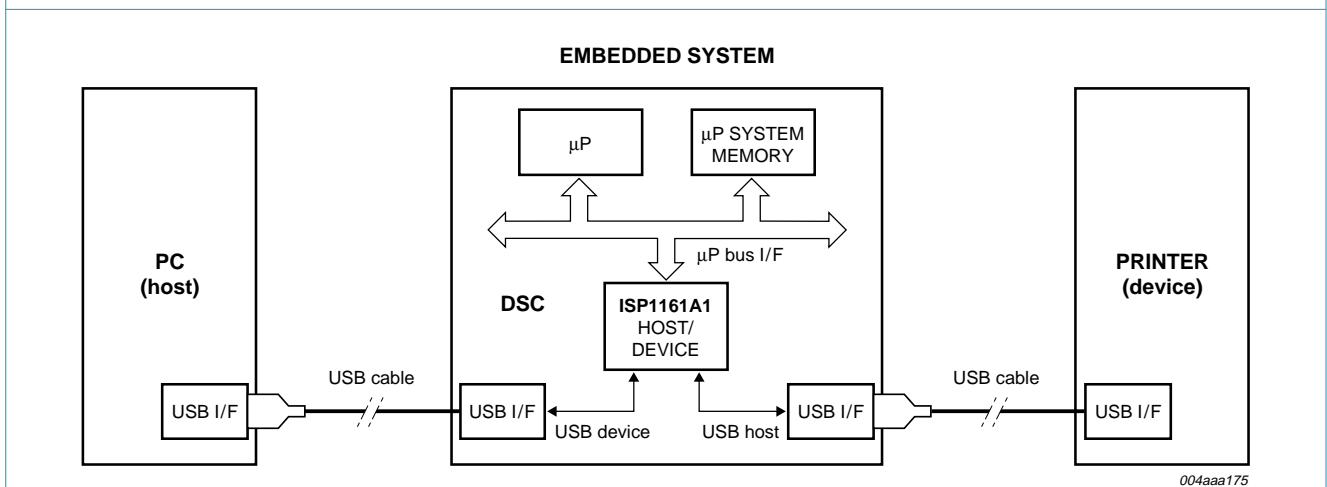 EMBEDDED SYSTEM
μP
μP SYSTEM
MEMORY
μP bus I/F
PC
(host)
DSC
ISP1161A1
HOST/
DEVICE
PRINTER
(device)
USB cable
USB cable
USB I/F
USB I/F
USB I/F
USB I/F
USB device
USB host
004aaa175